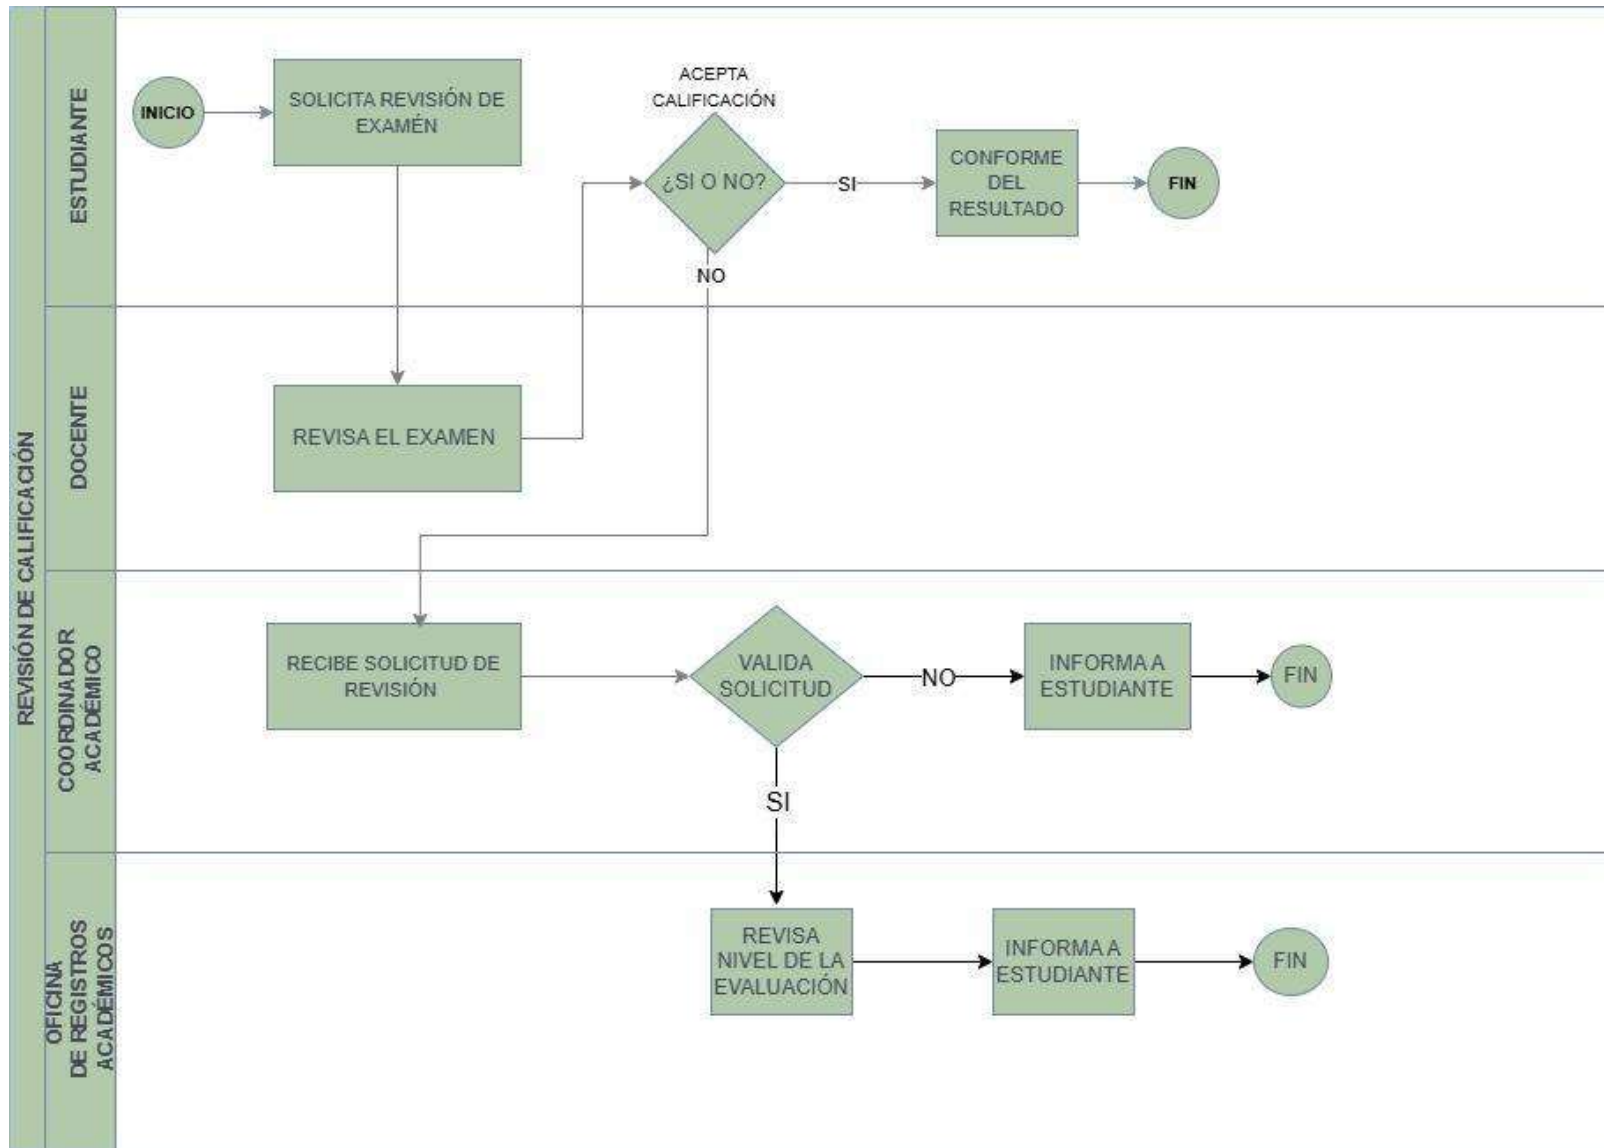 REVISIÓN DE CALIFICACIÓN
ESTUDIANTE
INICIO
SOLICITA REVISIÓN DE
EXAMÉN
ACEPTA
CALIFICACIÓN
¿SI O NO?
SI
NO
CONFORME
DEL
RESULTADO
FIN
DOCENTE
REVISA EL EXAMEN
COORDINADOR
ACADÉMICO
RECIBE SOLICITUD DE
REVISIÓN
VALIDA
SOLICITUD
NO
SI
INFORMA A
ESTUDIANTE
FIN
OFICINA
DE REGISTROS
ACADÉMICOS
REVISA
NIVEL DE LA
EVALUACIÓN
INFORMA A
ESTUDIANTE
FIN